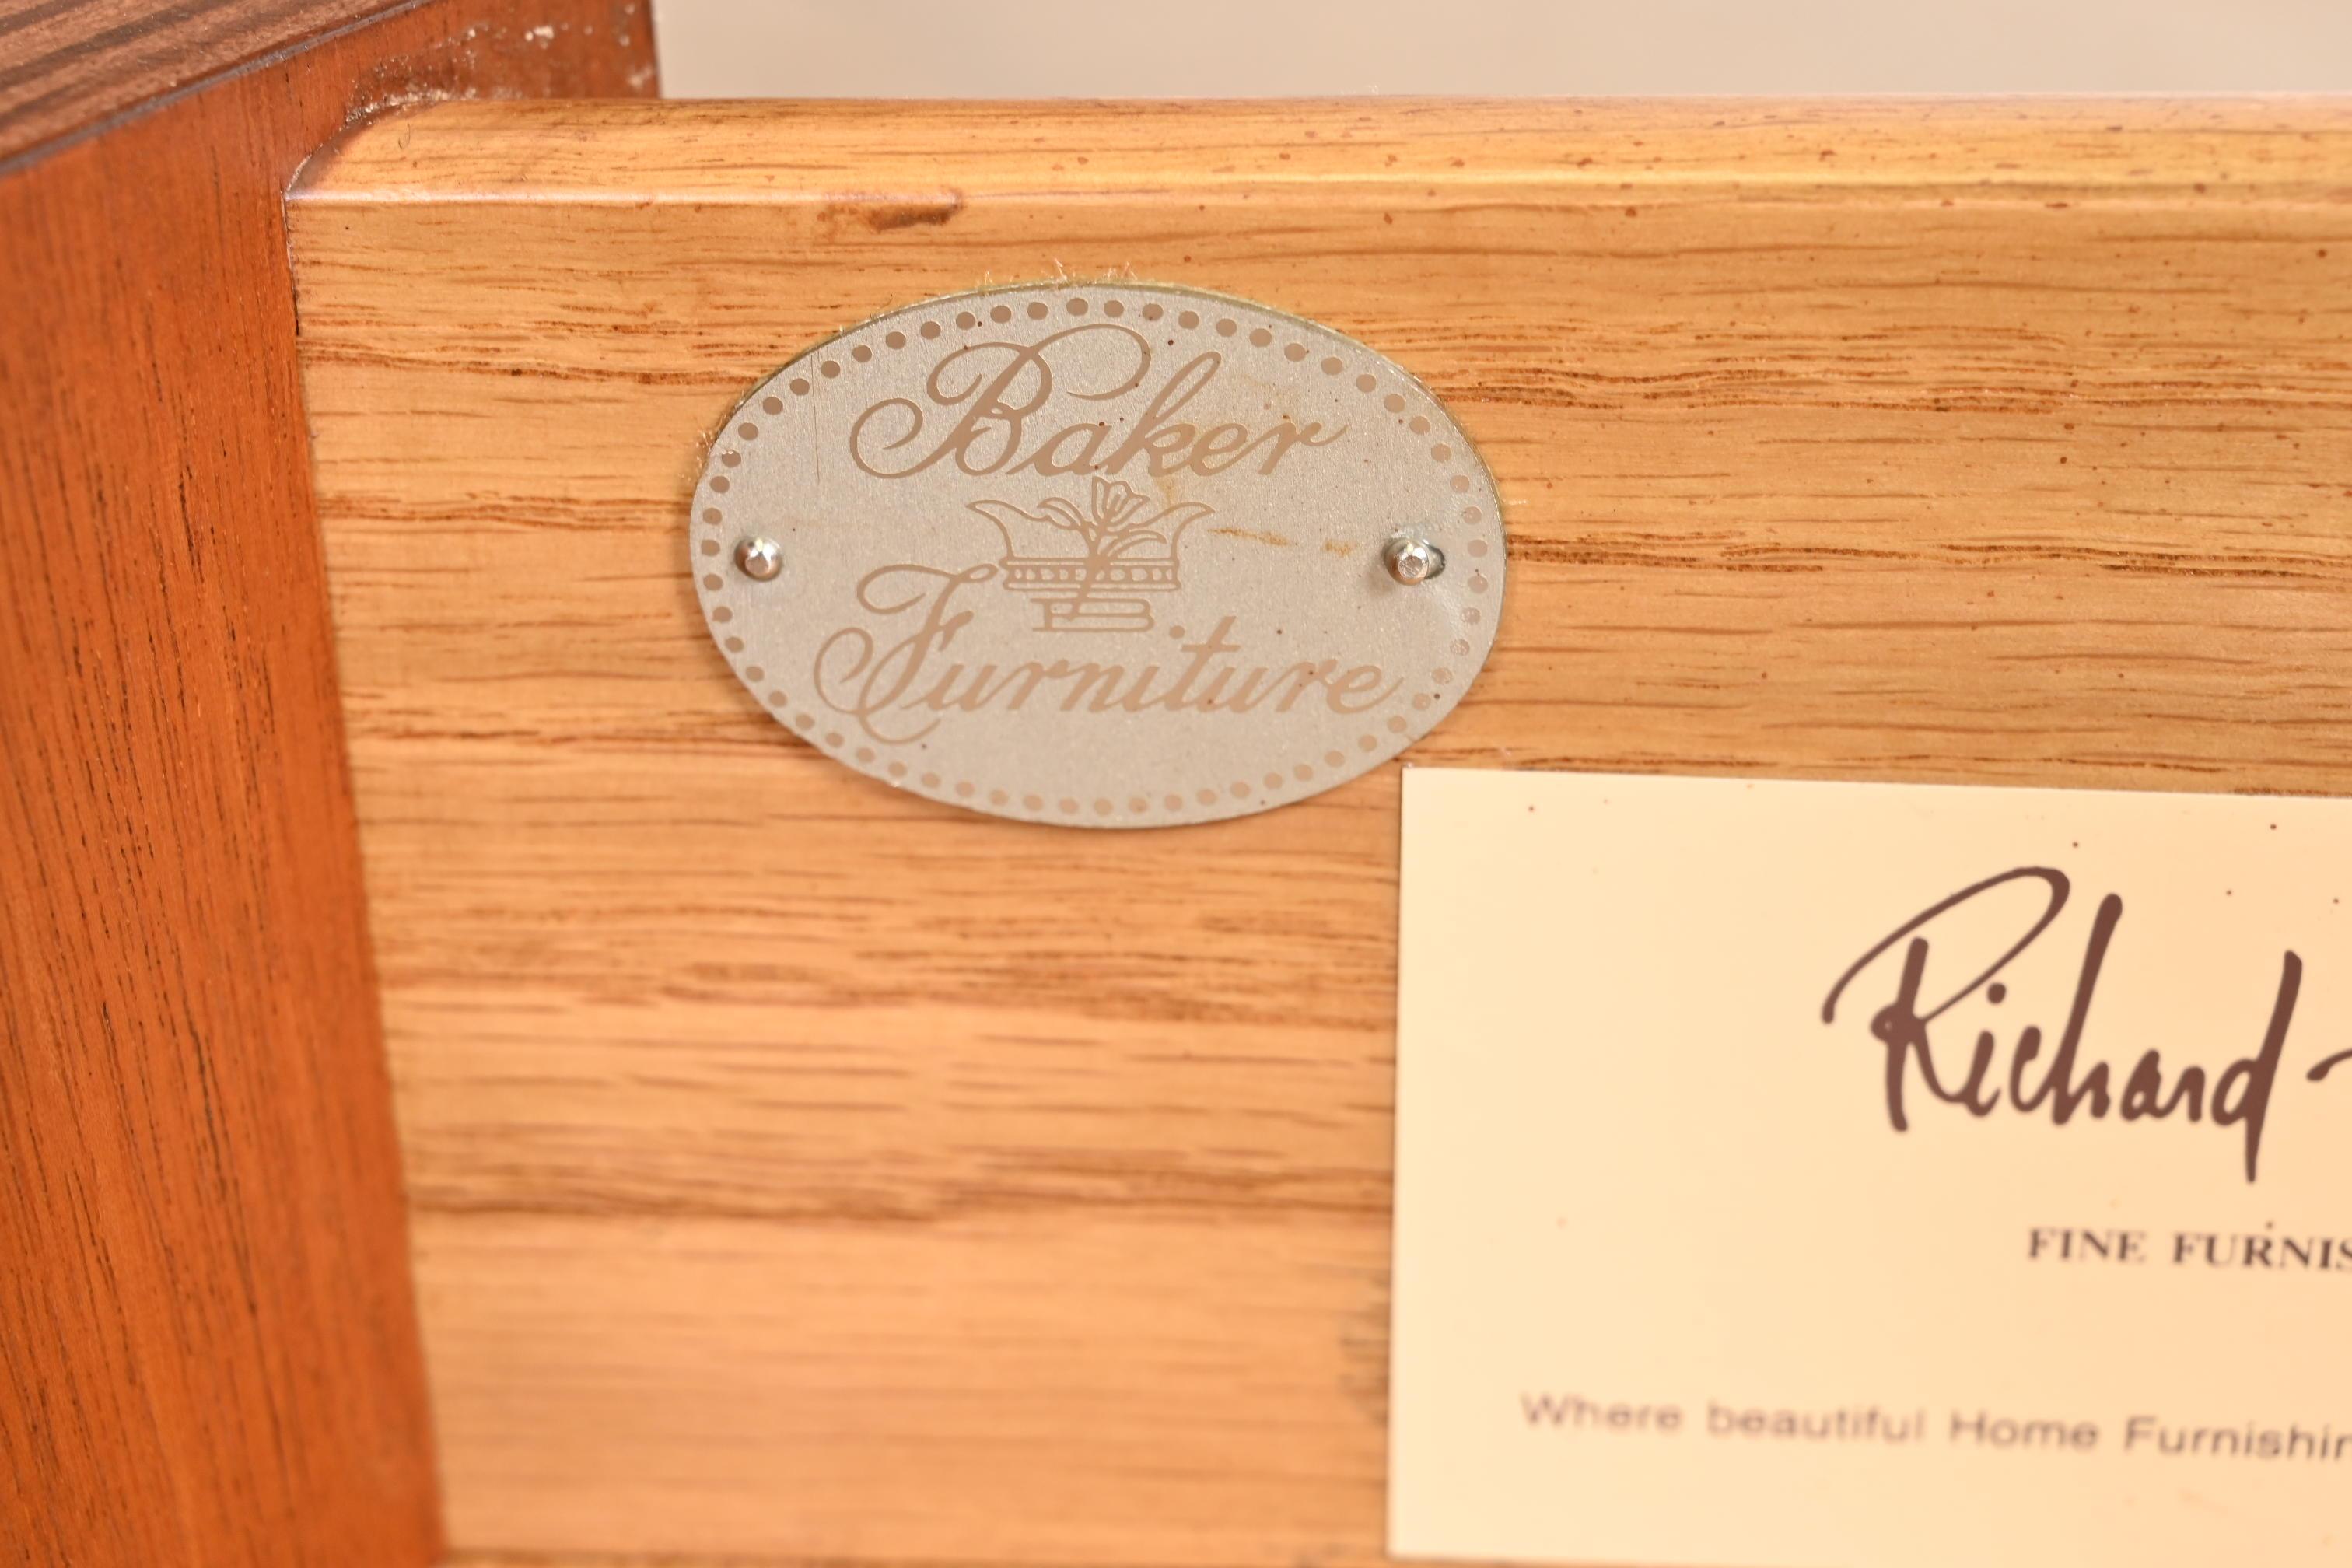 Baker
Furniture
Richard
FINE FURNIS
Where beautiful Home Furnishin